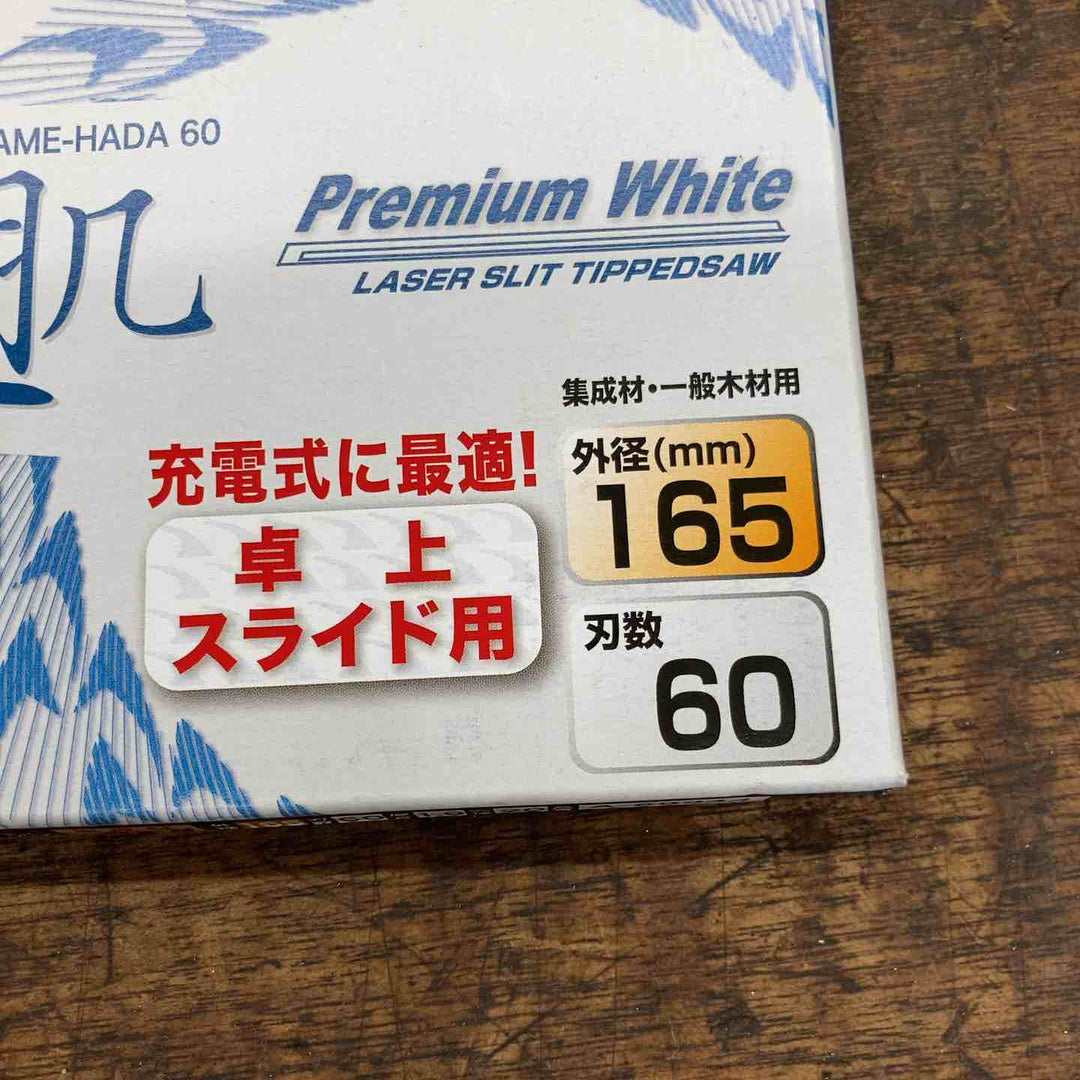 AME-HADA 60
肌
Premium White
LASER SLIT TIPPEDSAW
集成材・一般木材用
充電式に最適!
外径(mm)
165
卓上
スライド用
刃数
60